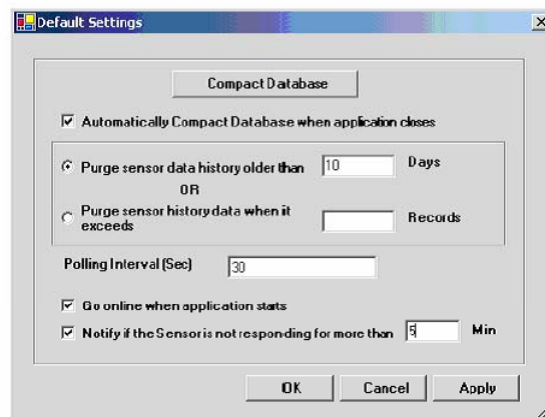 Default Settings
Compact Database
Automatically Compact Database when application closes
Purge sensor data history older than 10 Days
OR
Purge sensor history data when it exceeds Records
Polling Interval (Sec) 30
Go online when application starts
Notify if the Sensor is not responding for more than 5 Min
OK Cancel Apply